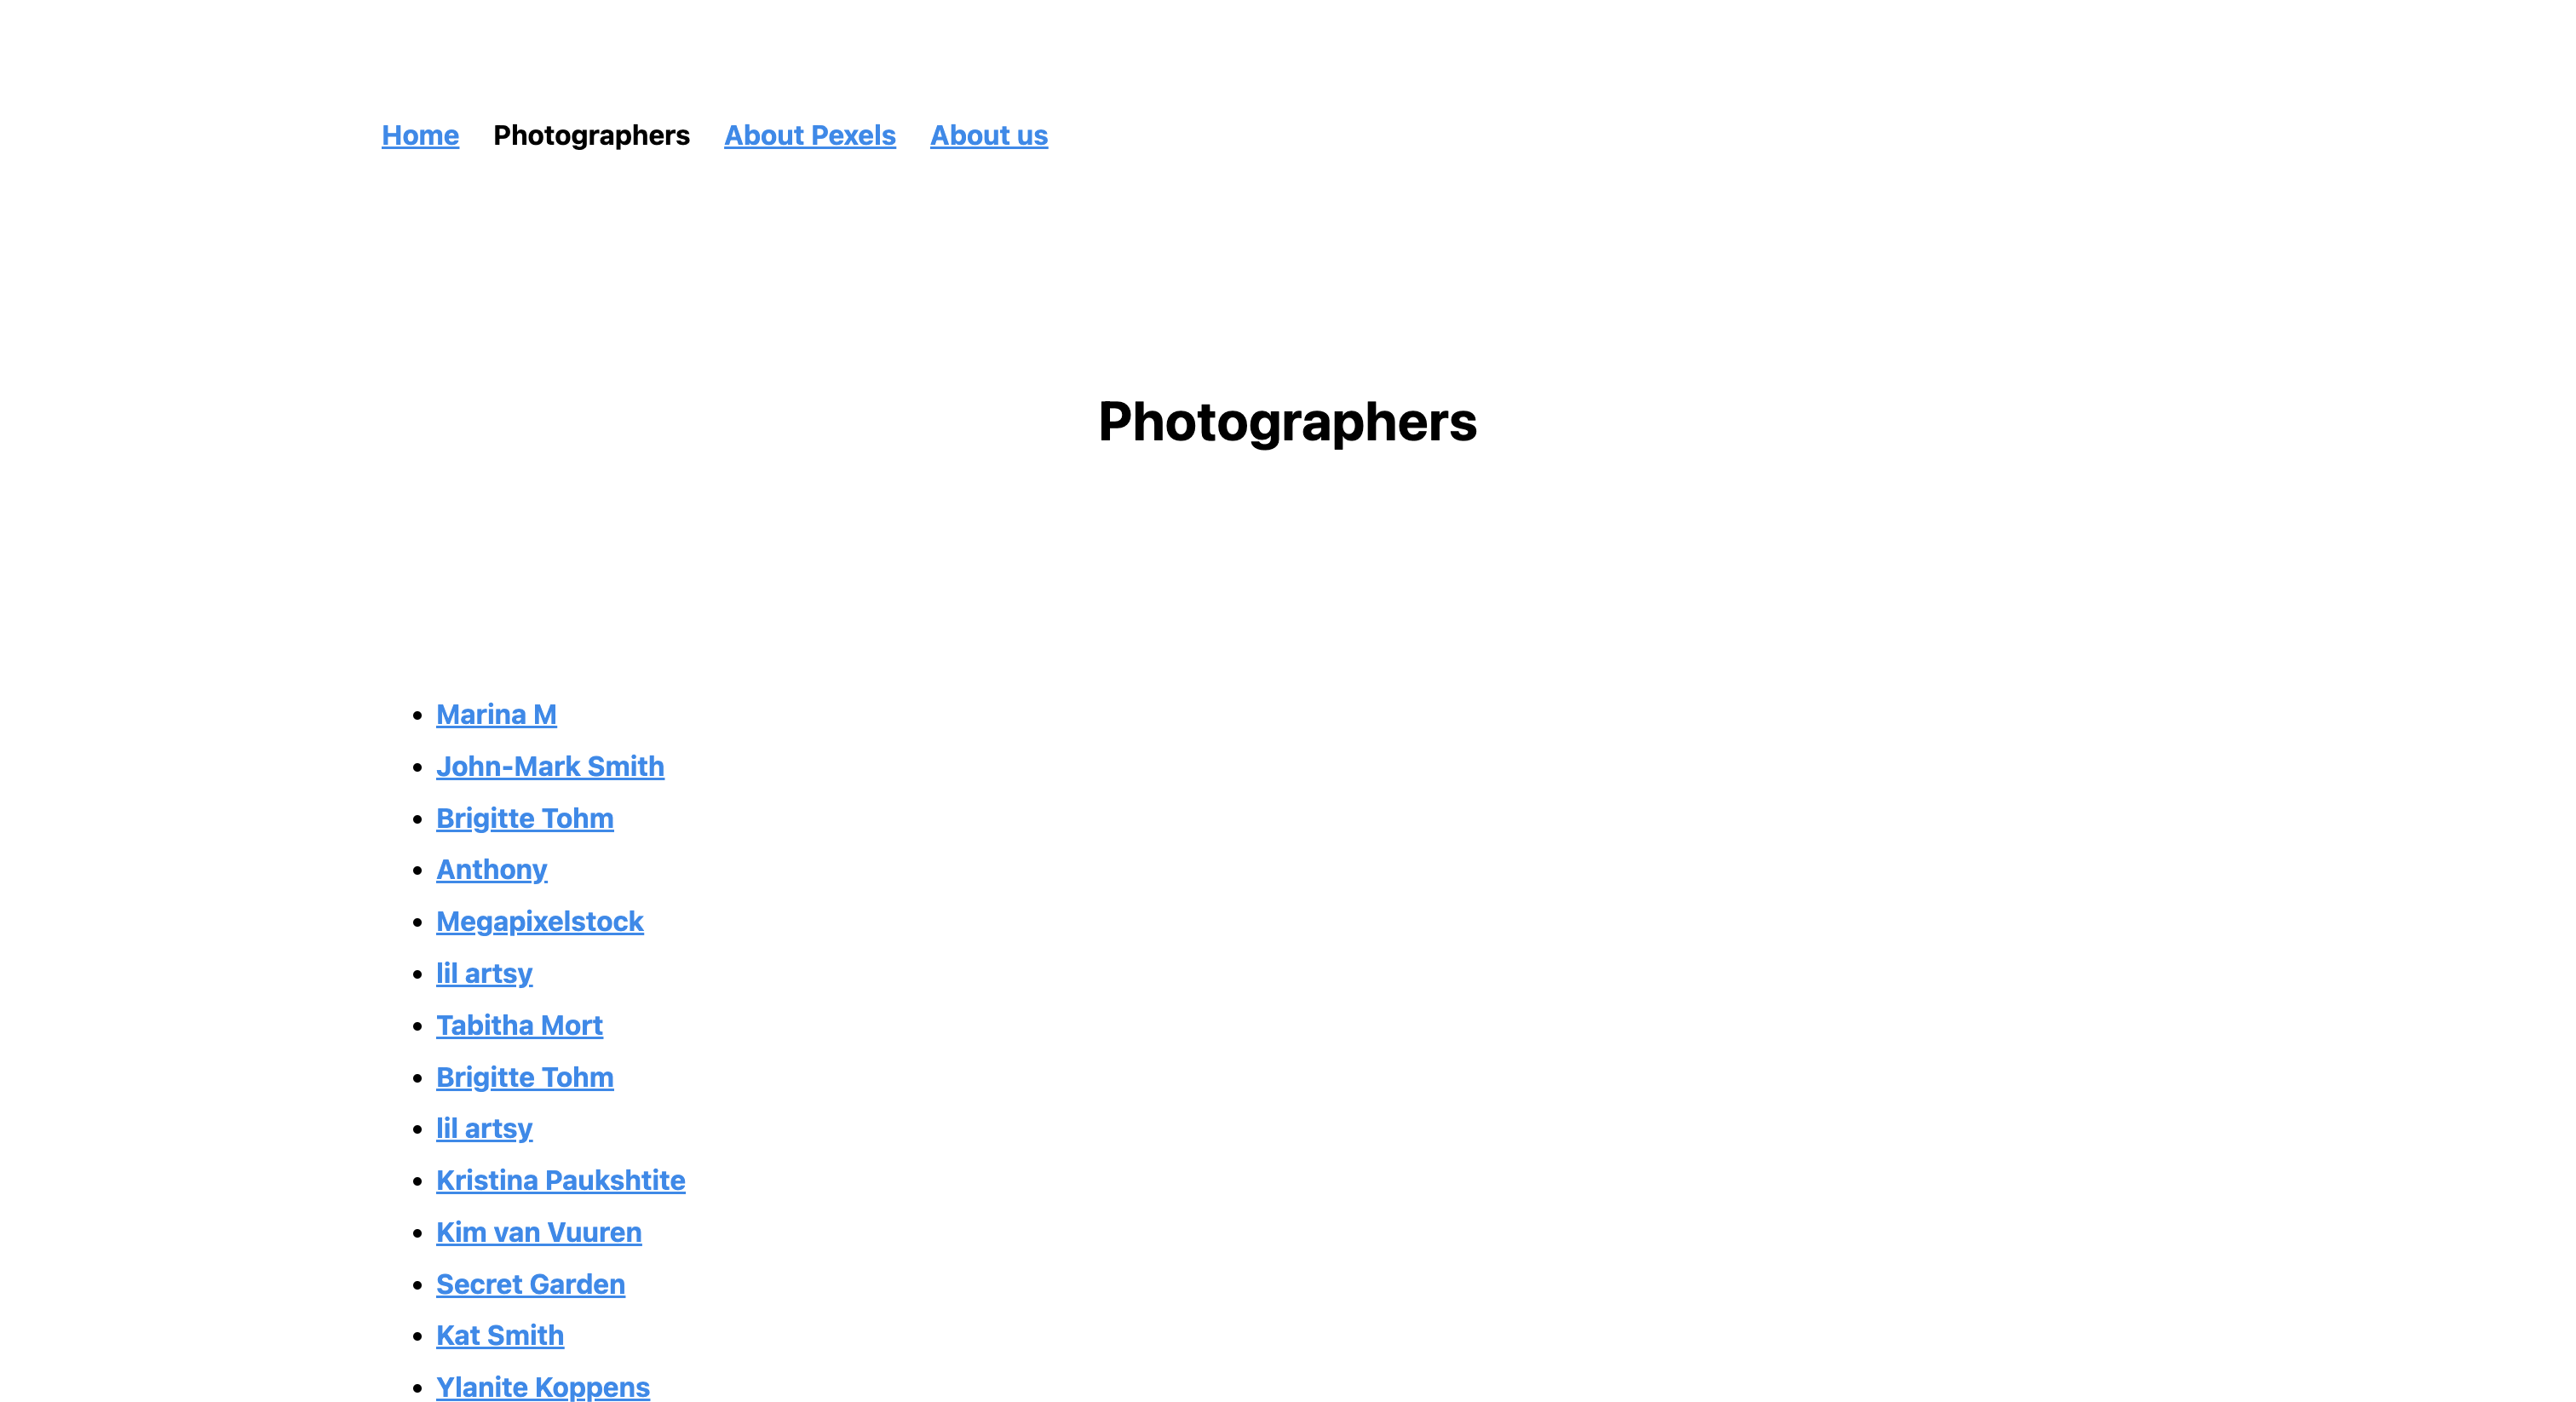 Home Photographers About Pexels About us
Photographers
• Marina M
• John-Mark Smith
• Brigitte Tohm
• Anthony
• Megapixelstock
• lil artsy
• Tabitha Mort
• Brigitte Tohm
• lil artsy
• Kristina Paukshtite
• Kim van Vuuren
• Secret Garden
• Kat Smith
• Ylanite Koppens